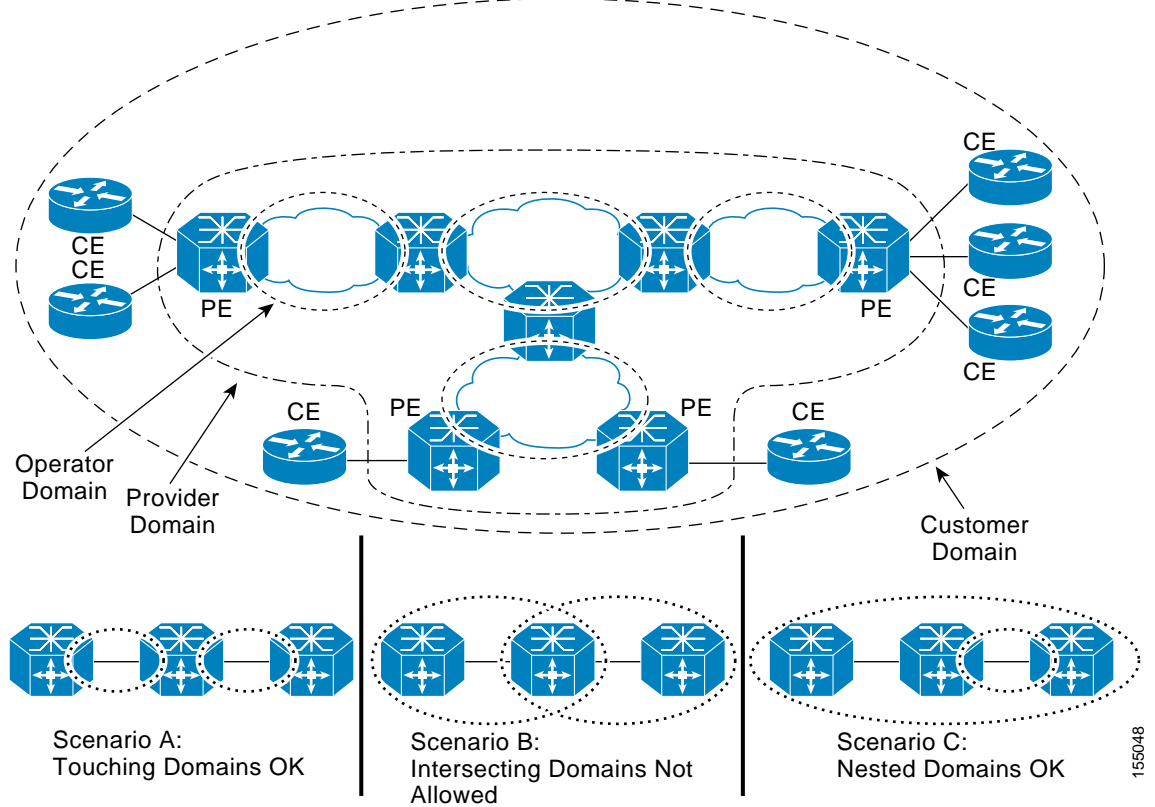 CE
CE
CE
PE
CE
PE
CE
CE
PE
PE
CE
CE
Operator
Domain
Provider
Domain
Customer
Domain
Scenario A:
Touching Domains OK
Scenario B:
Intersecting Domains Not
Allowed
Scenario C:
Nested Domains OK
155048